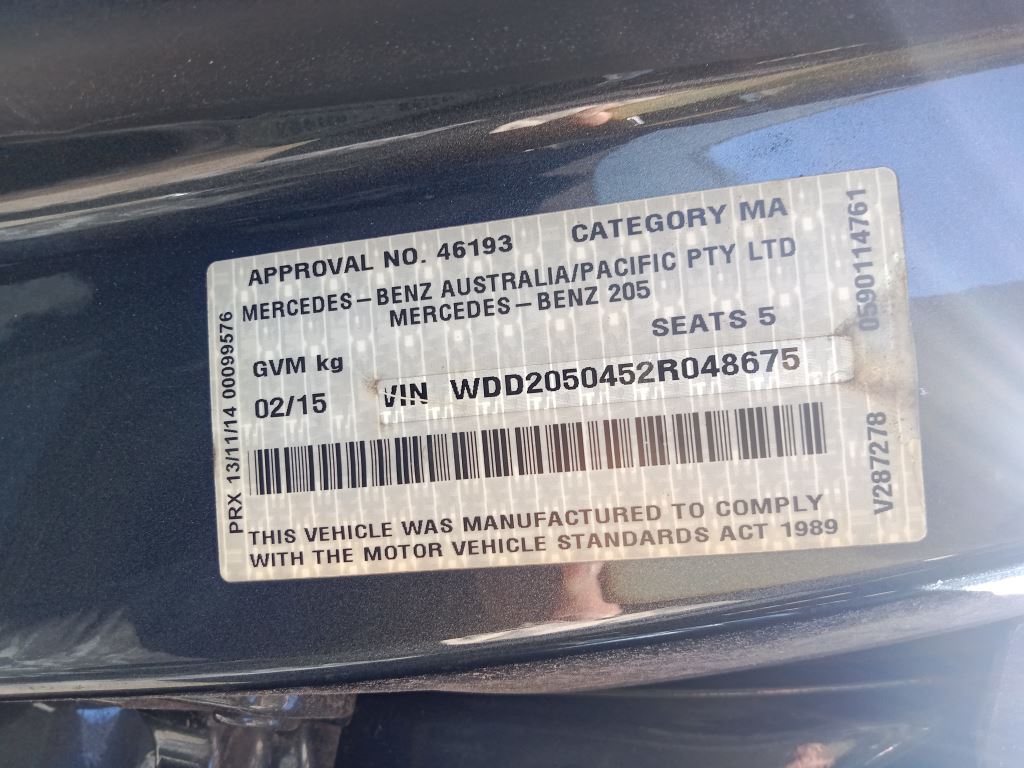 APPROVAL NO. 46193
CATEGORY MA
MERCEDES-BENZ AUSTRALIA/PACIFIC PTY LTD
MERCEDES-BENZ 205
SEATS 5
GVM kg
02/15
VIN WDD2050452R048675
THIS VEHICLE WAS MANUFACTURED TO COMPLY
WITH THE MOTOR VEHICLE STANDARDS ACT 1989
PRX 13/11/14 00099576
0590114761
V287278